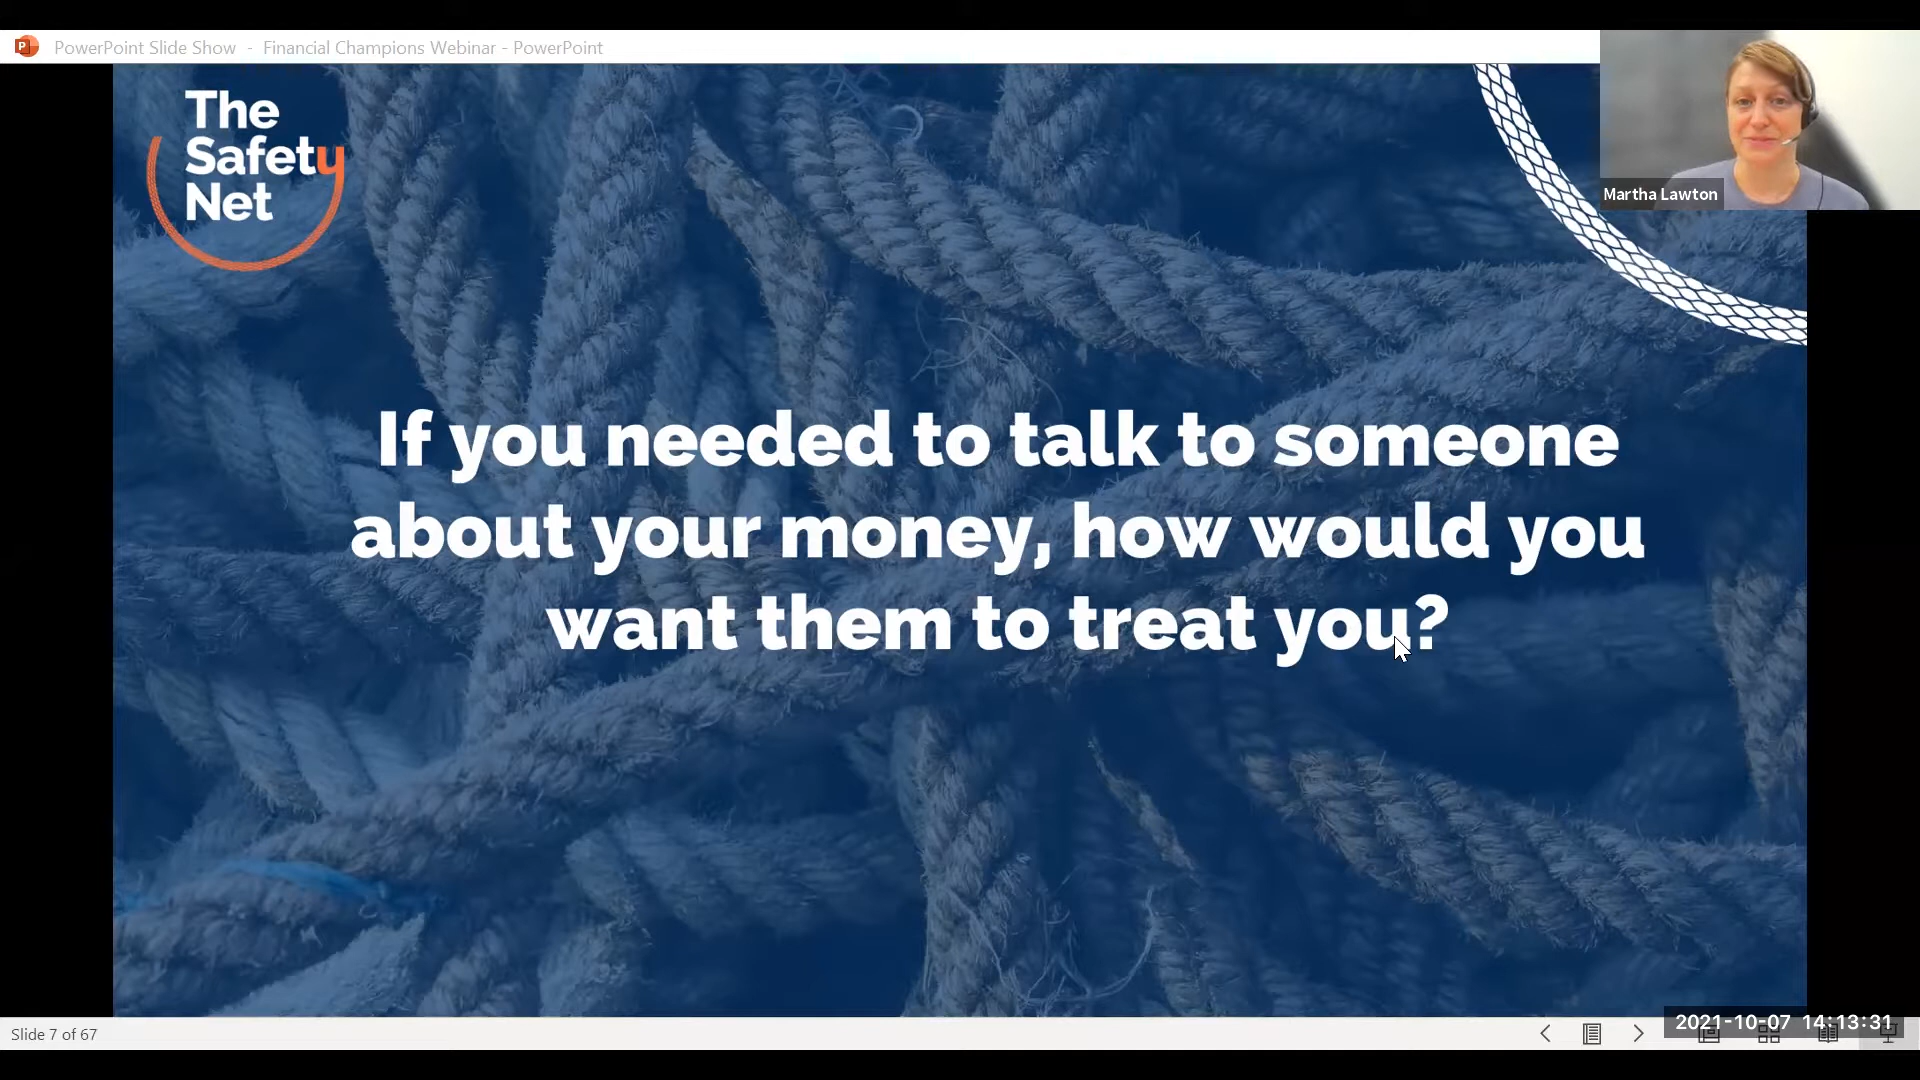 PowerPoint Slide Show - Financial Champions Webinar - PowerPoint
The
Safety
Net
Martha Lawton
If you needed to talk to someone
about your money, how would you
want them to treat you?
Slide 7 of 67
2021-10-07 14:13:31